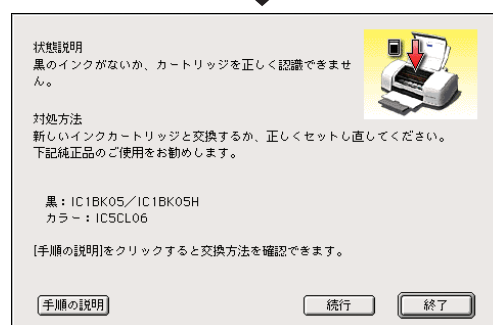 状態説明
黒のインクがないか、カートリッジを正しく認識できませ
ん。
対処方法
新しいインクカートリッジと交換するか、正しくセットし直してください。
下記純正品のご使用をお勧めします。
黒：IC1BK05／IC1BK05H
カラー：IC5CL06
[手順の説明]をクリックすると交換方法を確認できます。
手順の説明
続行
終了